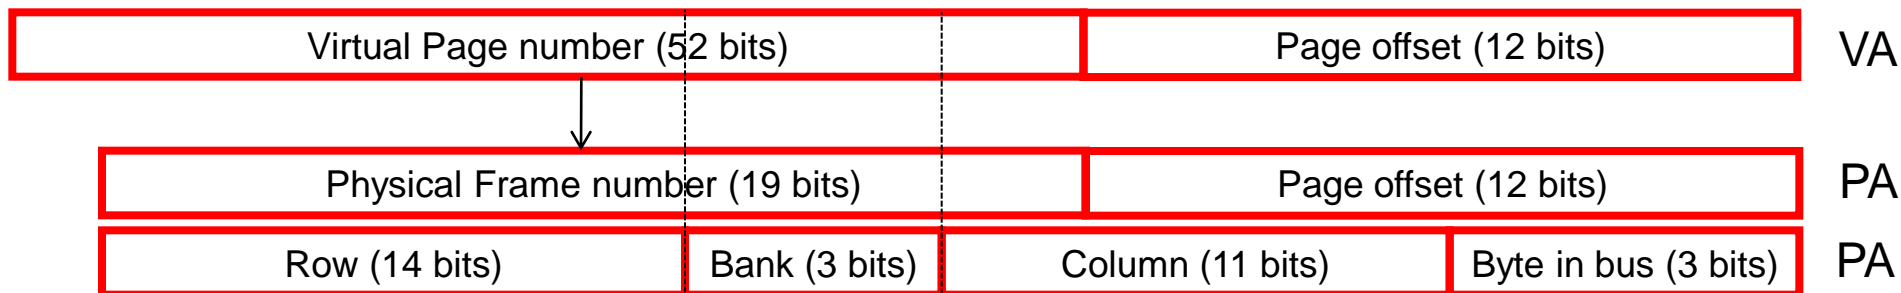 Virtual Page number (52 bits) Page offset (12 bits) VA
Physical Frame number (19 bits) Page offset (12 bits) PA
Row (14 bits) Bank (3 bits) Column (11 bits) Byte in bus (3 bits) PA